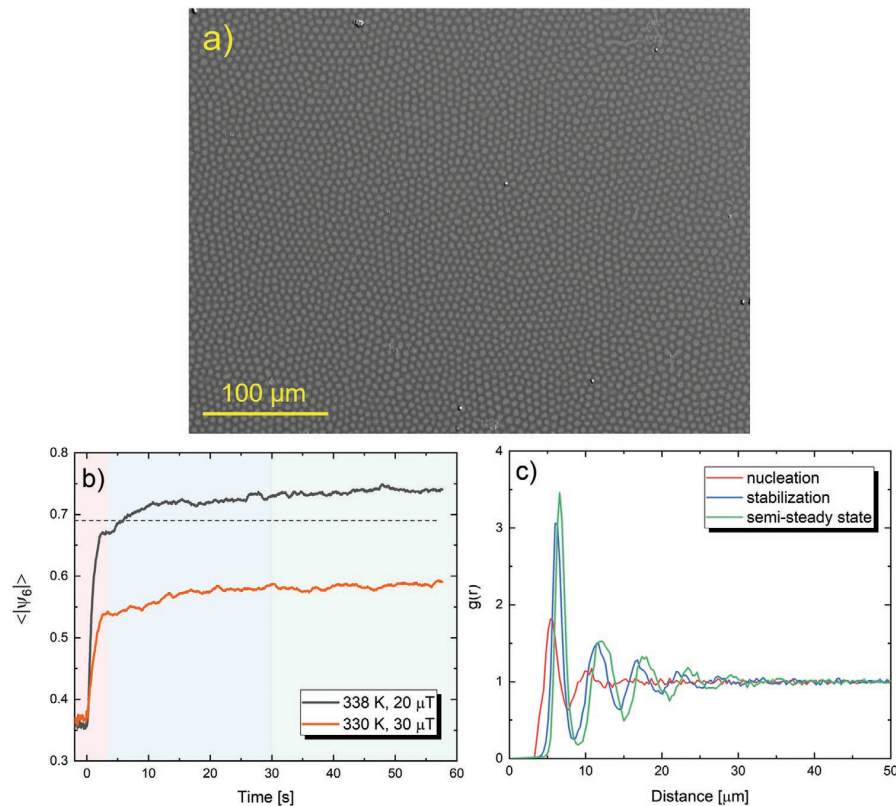 a)
100 μm
b)
0.8
0.7
0.6
0.5
0.4
0.3
<|ψ₆|>
338 K, 20 μT
330 K, 30 μT
0 10 20 30 40 50 60
Time [s]
c)
4
3
2
1
0
g(r)
nucleation
stabilization
semi-steady state
0 10 20 30 40 50
Distance [μm]